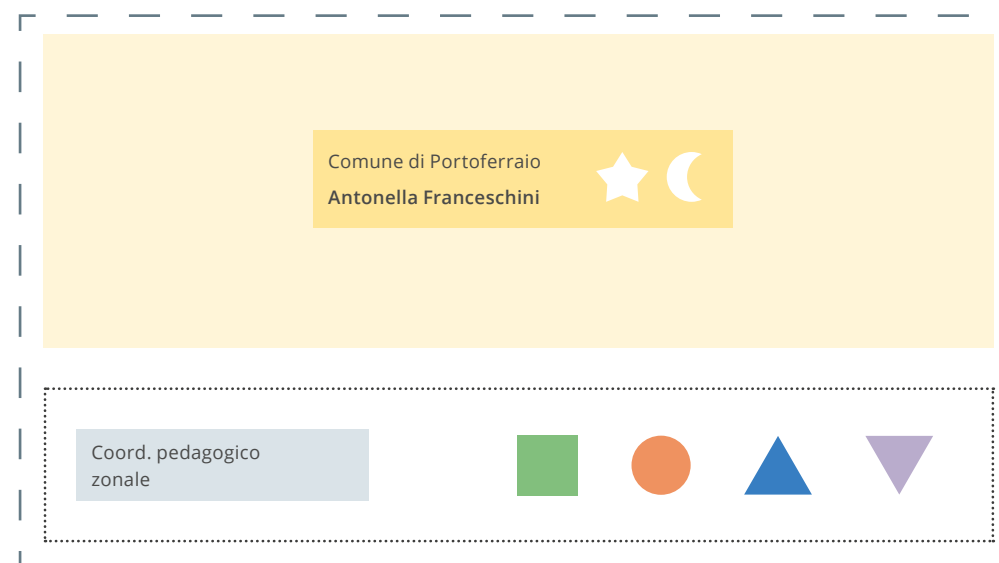 Comune di Portoferraio
Antonella Franceschini
Coord. pedagogico
zonale